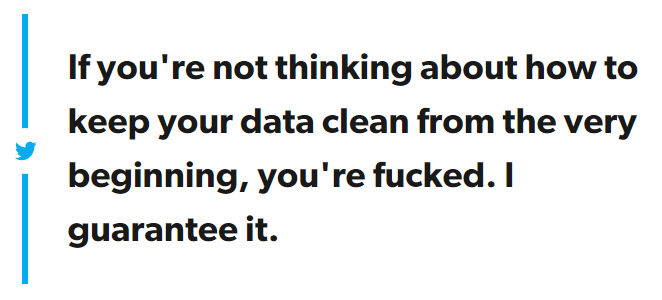 If you're not thinking about how to
keep your data clean from the very
beginning, you're fucked. I
guarantee it.